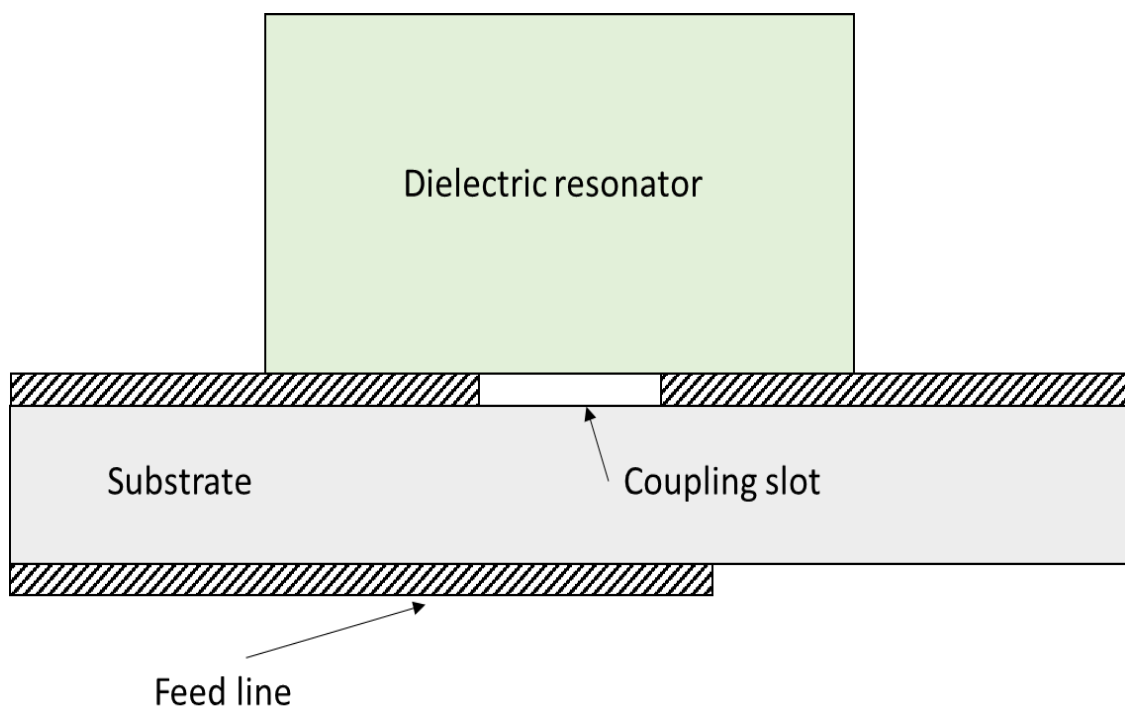 Dielectric resonator
Substrate
Coupling slot
Feed line